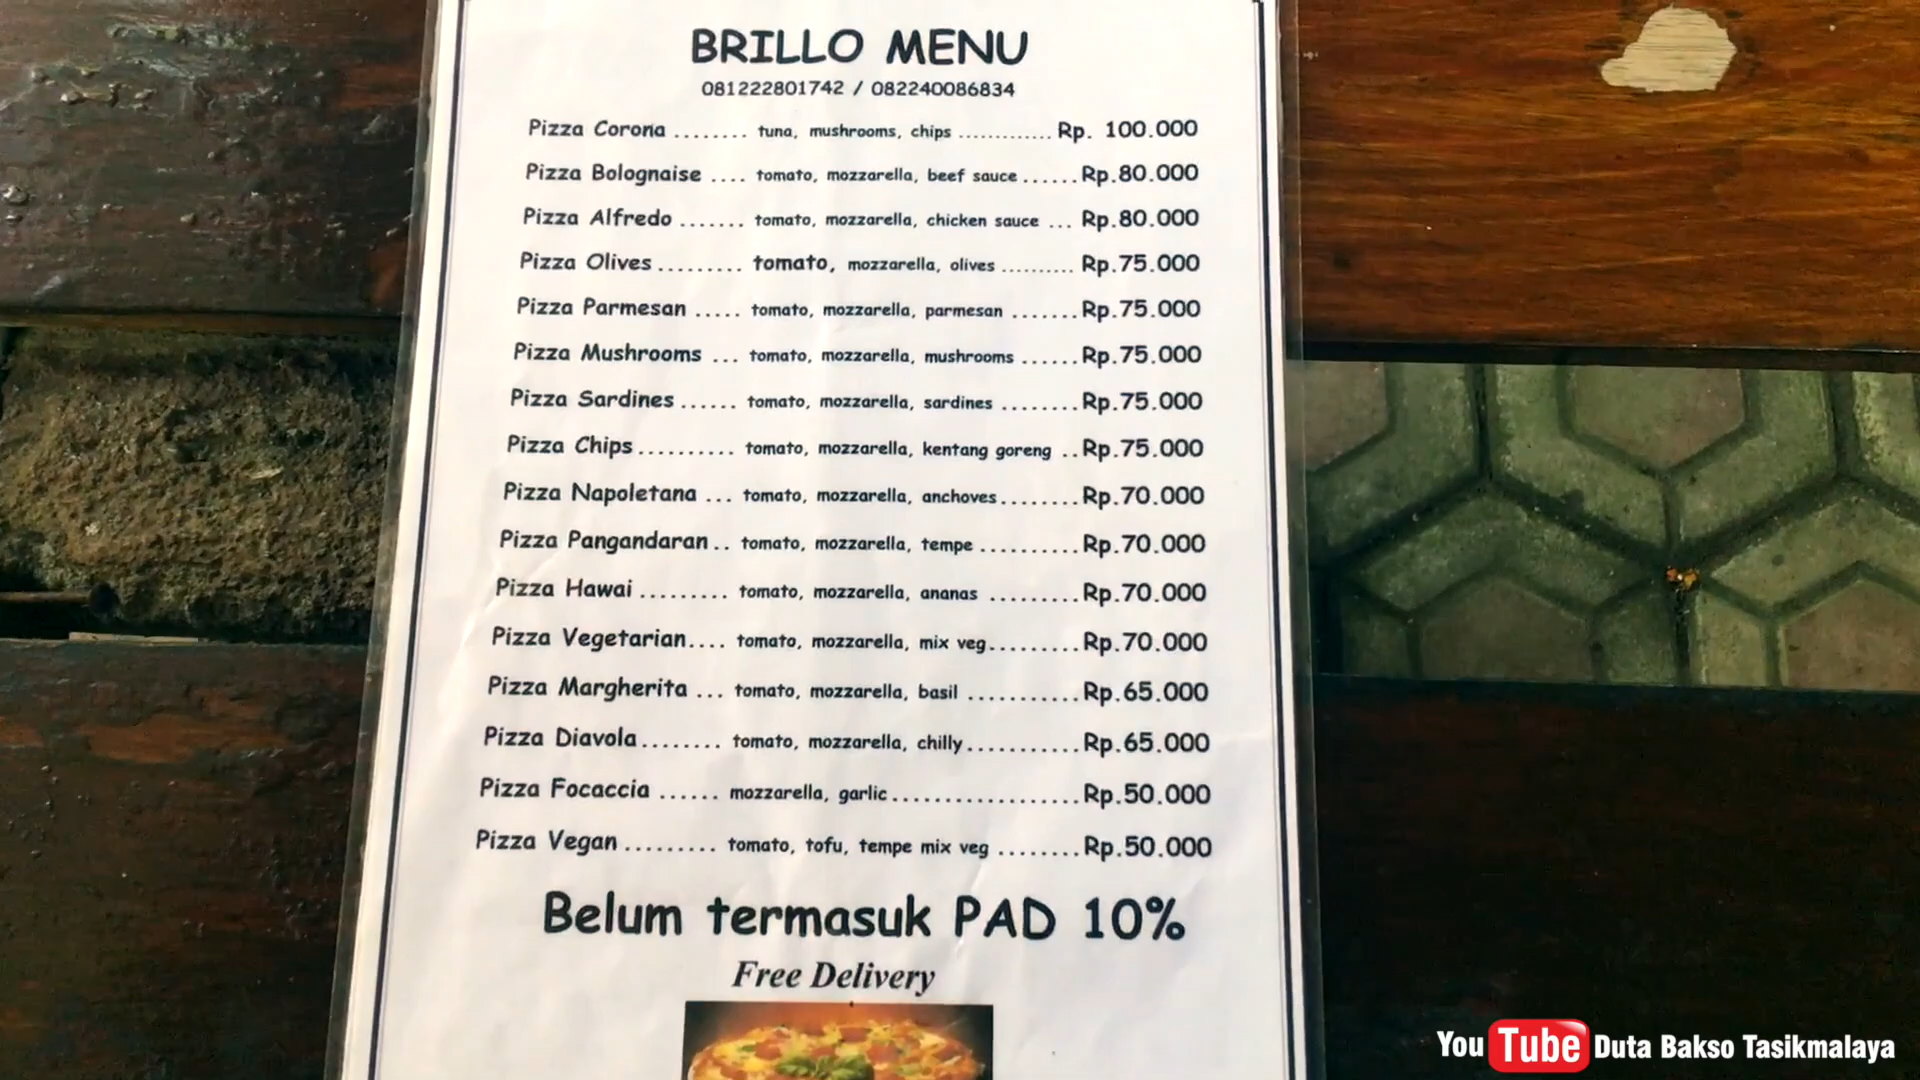 BRILLO MENU
081222801742 / 082240086834
Pizza Corona ........ tuna, mushrooms, chips ............ Rp. 100.000
Pizza Bolognaise .... tomato, mozzarella, beef sauce ...... Rp.80.000
Pizza Alfredo ....... tomato, mozzarella, chicken sauce ... Rp.80.000
Pizza Olives ......... tomato, mozzarella, olives .......... Rp.75.000
Pizza Parmesan ..... tomato, mozzarella, parmesan ....... Rp.75.000
Pizza Mushrooms ... tomato, mozzarella, mushrooms ...... Rp.75.000
Pizza Sardines ...... tomato, mozzarella, sardines ........ Rp.75.000
Pizza Chips .......... tomato, mozzarella, kentang goreng .. Rp.75.000
Pizza Napoletana ... tomato, mozzarella, anchoves ........ Rp.70.000
Pizza Pangandaran .. tomato, mozzarella, tempe .......... Rp.70.000
Pizza Hawai ......... tomato, mozzarella, ananas ......... Rp.70.000
Pizza Vegetarian .... tomato, mozzarella, mix veg ......... Rp.70.000
Pizza Margherita ... tomato, mozzarella, basil ........... Rp.65.000
Pizza Diavola ........ tomato, mozzarella, chilly ........... Rp.65.000
Pizza Focaccia ...... mozzarella, garlic .................. Rp.50.000
Pizza Vegan ......... tomato, tofu, tempe mix veg ........ Rp.50.000
Belum termasuk PAD 10%
Free Delivery
You Tube Duta Bakso Tasikmalaya